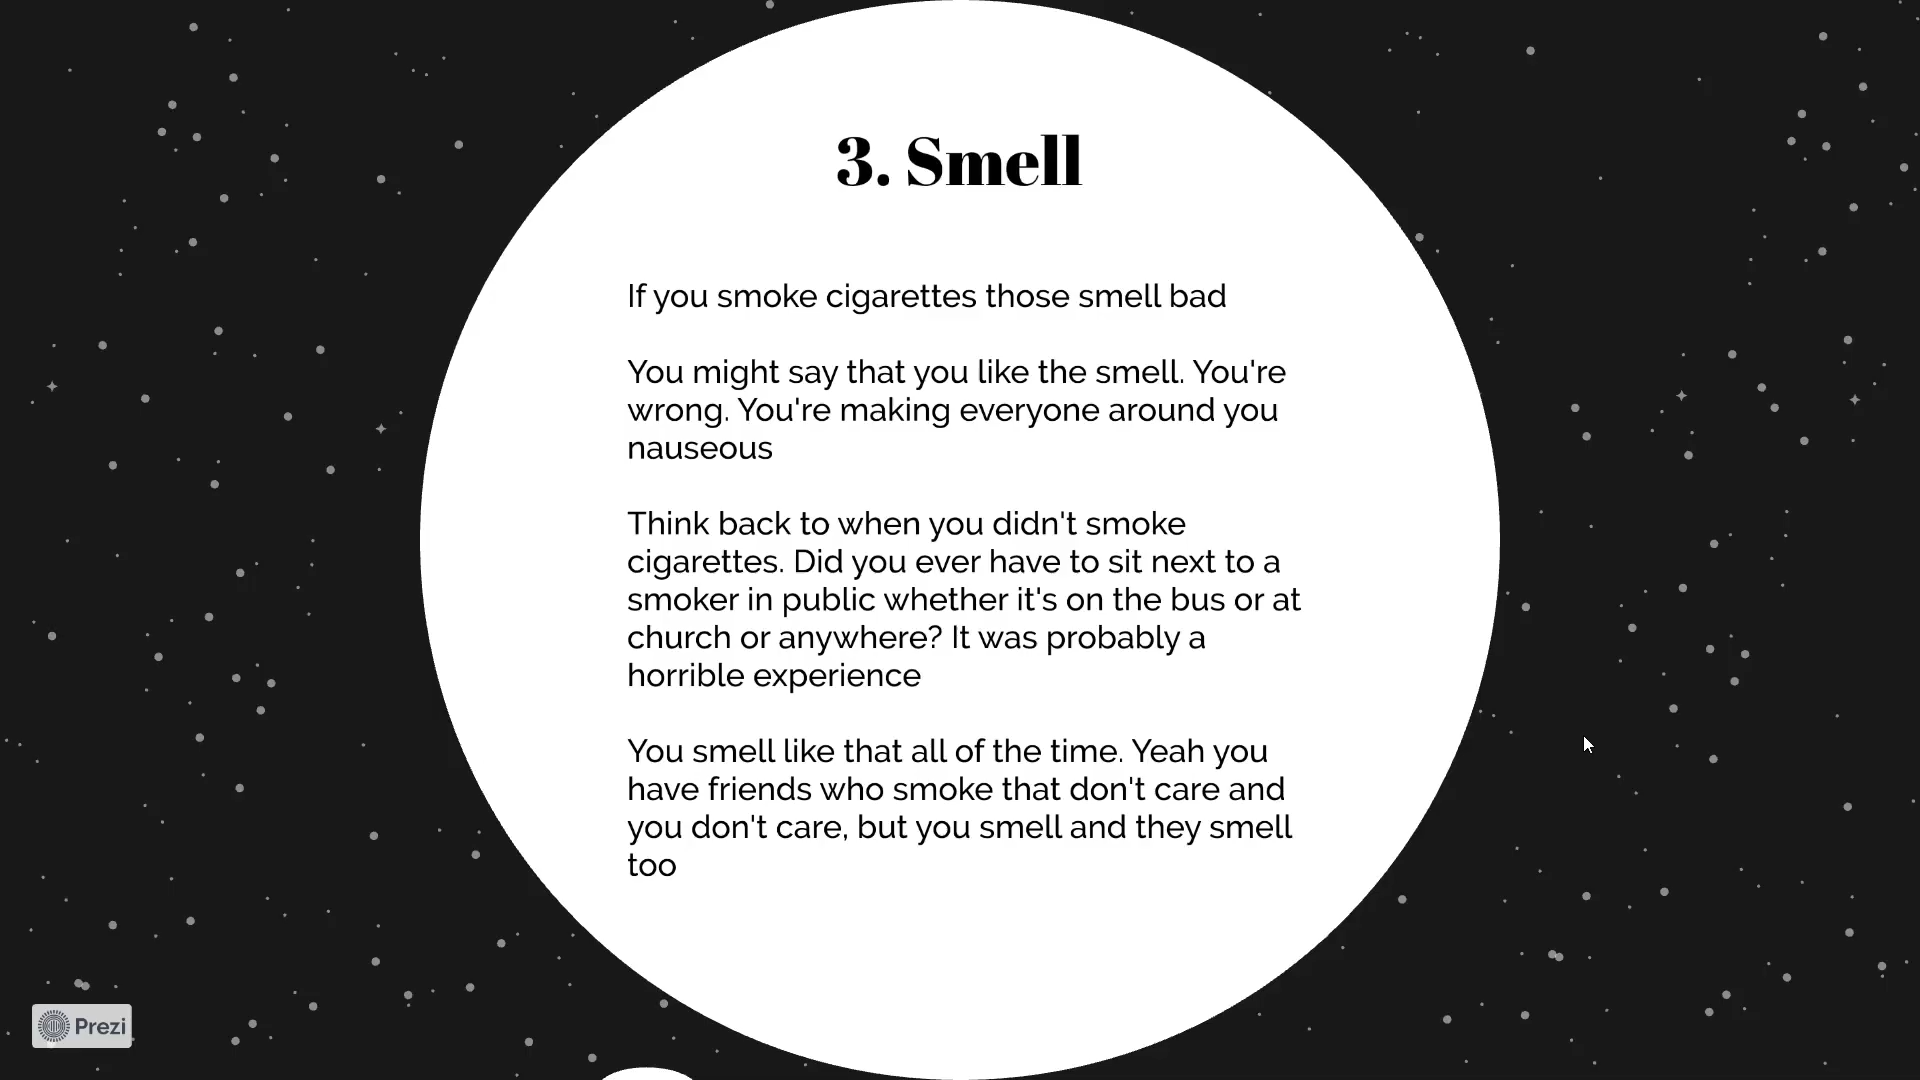 3. Smell
If you smoke cigarettes those smell bad
You might say that you like the smell. You're
wrong. You're making everyone around you
nauseous
Think back to when you didn't smoke
cigarettes. Did you ever have to sit next to a
smoker in public whether it's on the bus or at
church or anywhere? It was probably a
horrible experience
You smell like that all of the time. Yeah you
have friends who smoke that don't care and
you don't care, but you smell and they smell
too
Prezi